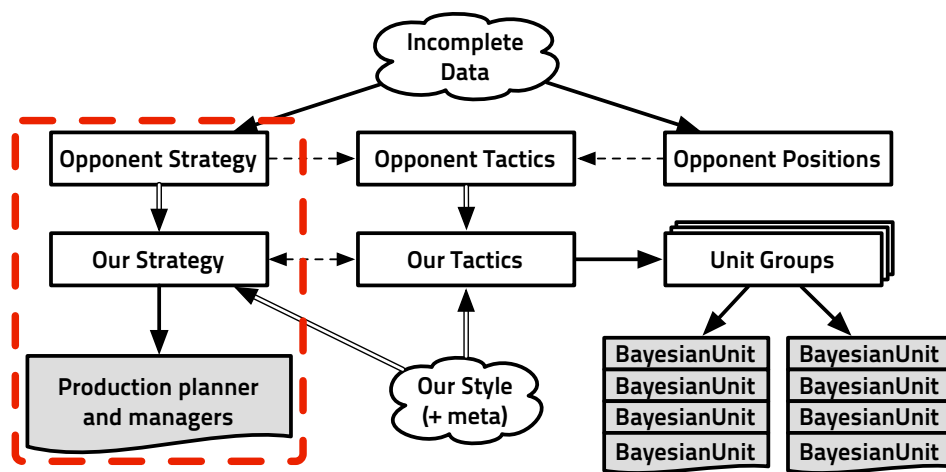 Incomplete
Data
Opponent Strategy
Opponent Tactics
Opponent Positions
Our Strategy
Our Tactics
Unit Groups
Production planner
and managers
Our Style
(+ meta)
BayesianUnit
BayesianUnit
BayesianUnit
BayesianUnit
BayesianUnit
BayesianUnit
BayesianUnit
BayesianUnit